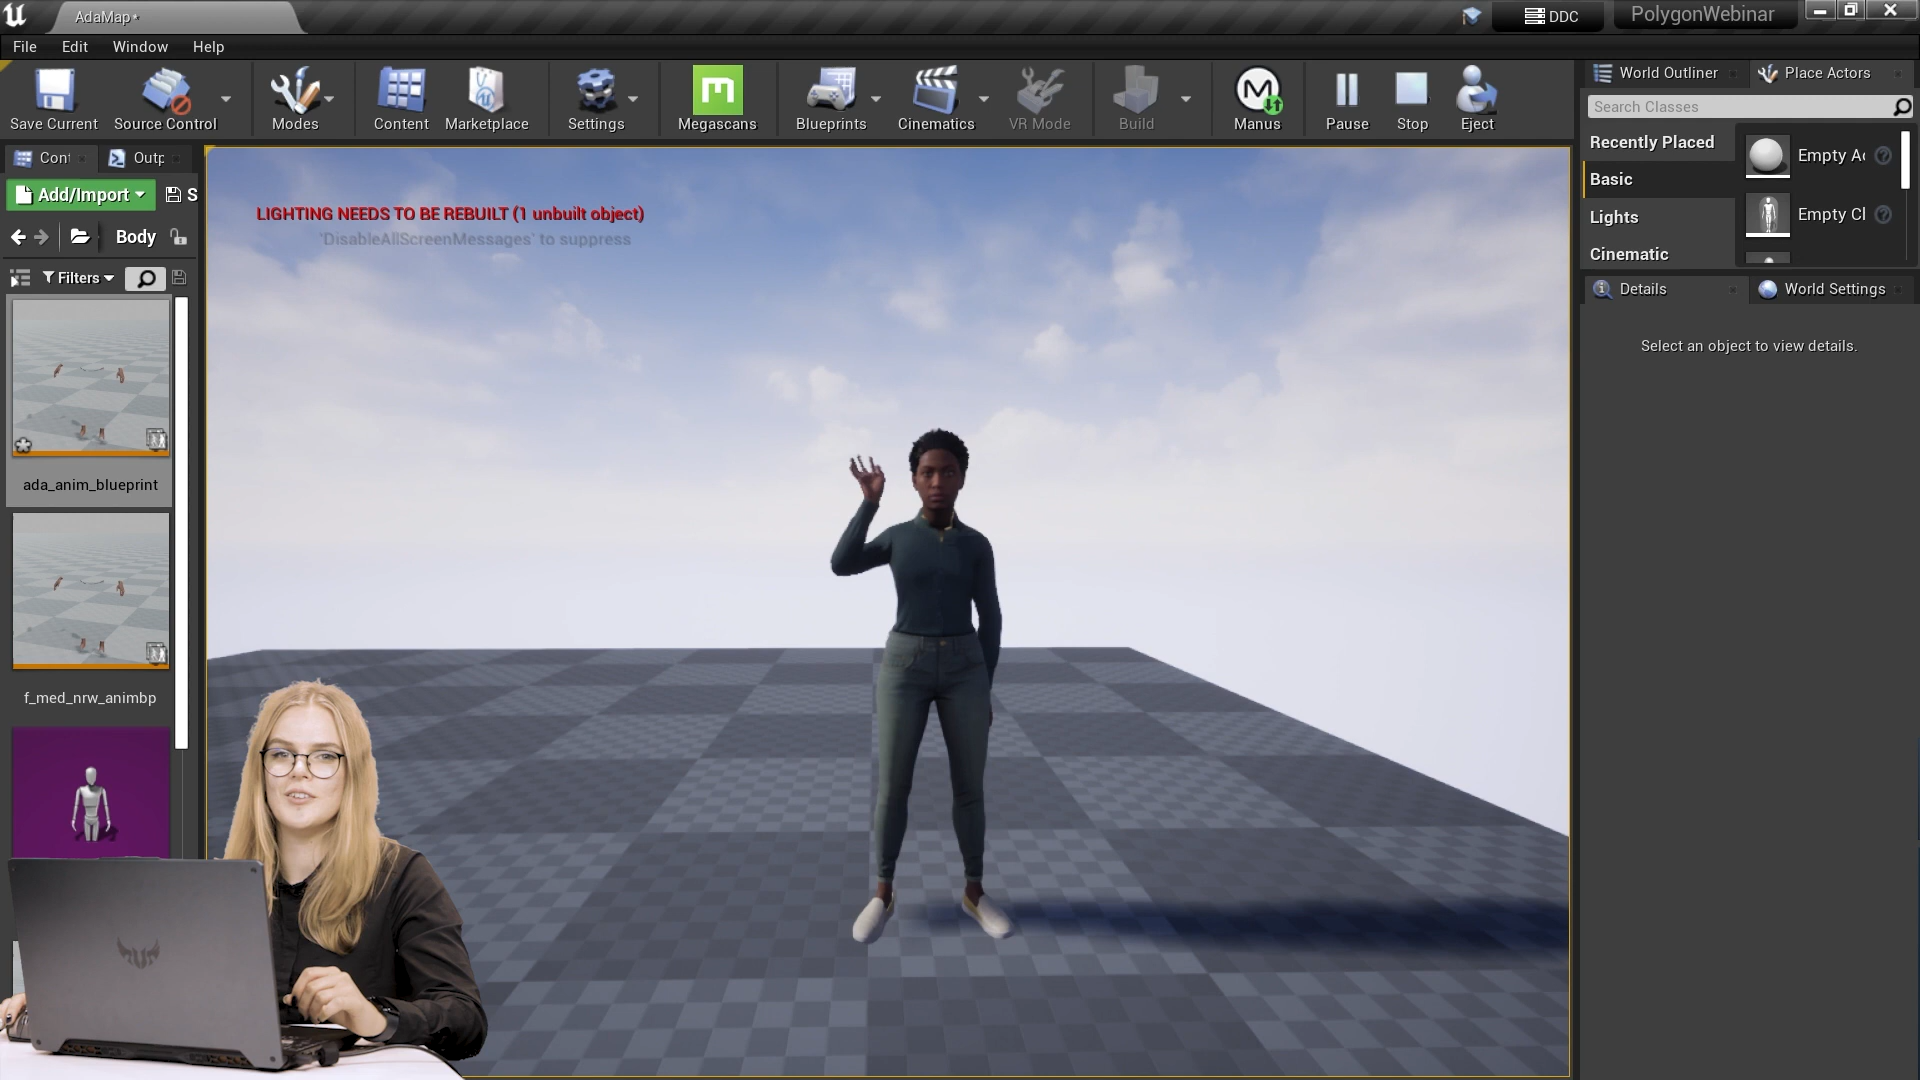 AdaMap*
DDC
PolygonWebinar
File Edit Window Help
Save Current Source Control Modes Content Marketplace Settings Megascans Blueprints Cinematics VR Mode Build Manus Pause Stop Eject
World Outliner Place Actors
Search Classes
Recently Placed
Basic
Lights
Cinematic
Empty Ac
Empty Cl
Details World Settings
Select an object to view details.
Cont Outp
Add/Import S
Body
Filters
ada_anim_blueprint
f_med_nrw_animbp
LIGHTING NEEDS TO BE REBUILT (1 unbuilt object)
'DisableAllScreenMessages' to suppress